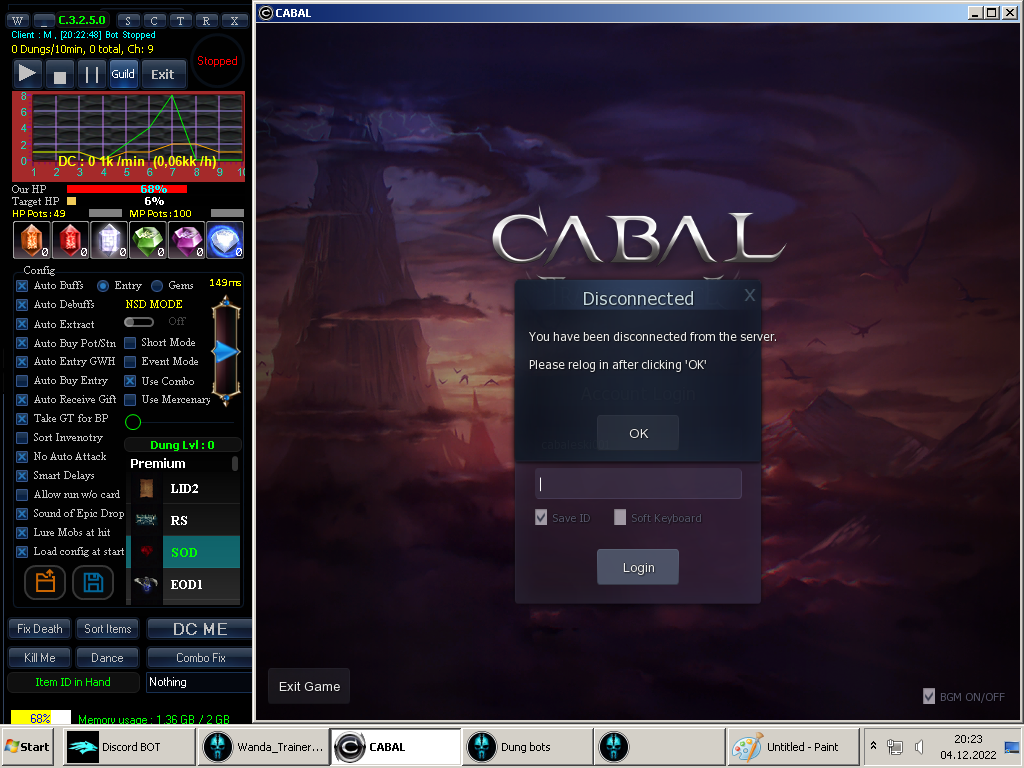 W _ C.3.2.5.0 S C T R X
Client : M , [20:22:48] Bot Stopped
0 Dungs/10min, 0 total, Ch: 9
Stopped
Guild Exit
8
6
4
2
0
DC : 0 1k /min (0,06kk /h)
1 2 3 4 5 6 7 8 9 10
Our HP 68%
Target HP 6%
HP Pots: 49 MP Pots: 100
0 0 0 0 0 0
Config
Auto Buffs Entry Gems 149ms
Auto Debuffs NSD MODE
Auto Extract Off
Auto Buy Pot/Stn Short Mode
Auto Entry GWH Event Mode
Auto Buy Entry Use Combo
Auto Receive Gift Use Mercenary
Take GT for BP
Sort Invenotry Dung Lvl : 0
No Auto Attack Premium
Smart Delays LID2
Allow run w/o card
Sound of Epic Drop RS
Lure Mobs at hit
Load config at start SOD
EOD1
Fix Death Sort Items DC ME
Kill Me Dance Combo Fix
Item ID in Hand Nothing
68% Memory usage : 1,36 GB / 2 GB
CABAL
CABAL
Disconnected X
You have been disconnected from the server.
Please relog in after clicking 'OK'
Account Login
OK
Save ID Soft Keyboard
Login
Exit Game
BGM ON/OFF
Start Discord BOT Wanda_Trainer... CABAL Dung bots Untitled - Paint 20:23
04.12.2022